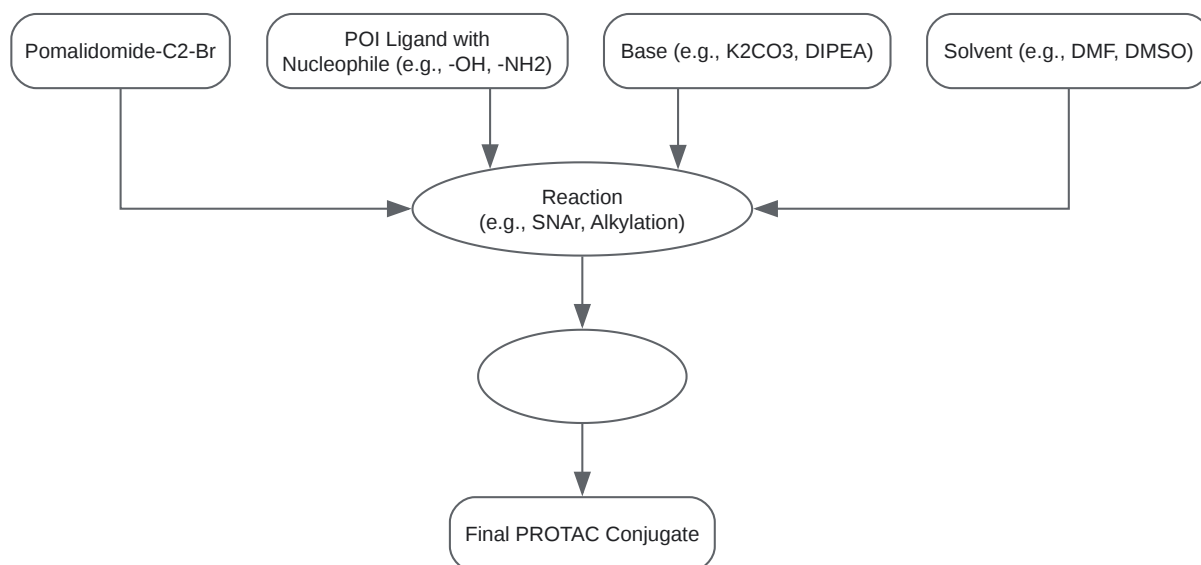 Pomalidomide-C2-Br
POI Ligand with
Nucleophile (e.g., -OH, -NH2)
Base (e.g., K2CO3, DIPEA)
Solvent (e.g., DMF, DMSO)
Reaction
(e.g., SNAr, Alkylation)
Final PROTAC Conjugate